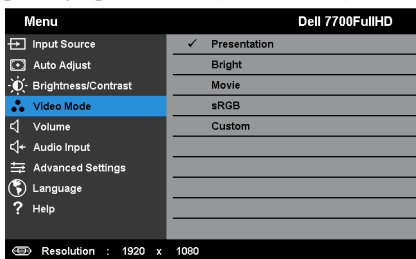 Menu Dell 7700FullHD
Input Source ✓ Presentation
Auto Adjust Bright
Brightness/Contrast Movie
Video Mode sRGB
Volume Custom
Audio Input
Advanced Settings
Language
? Help
Resolution : 1920 x 1080